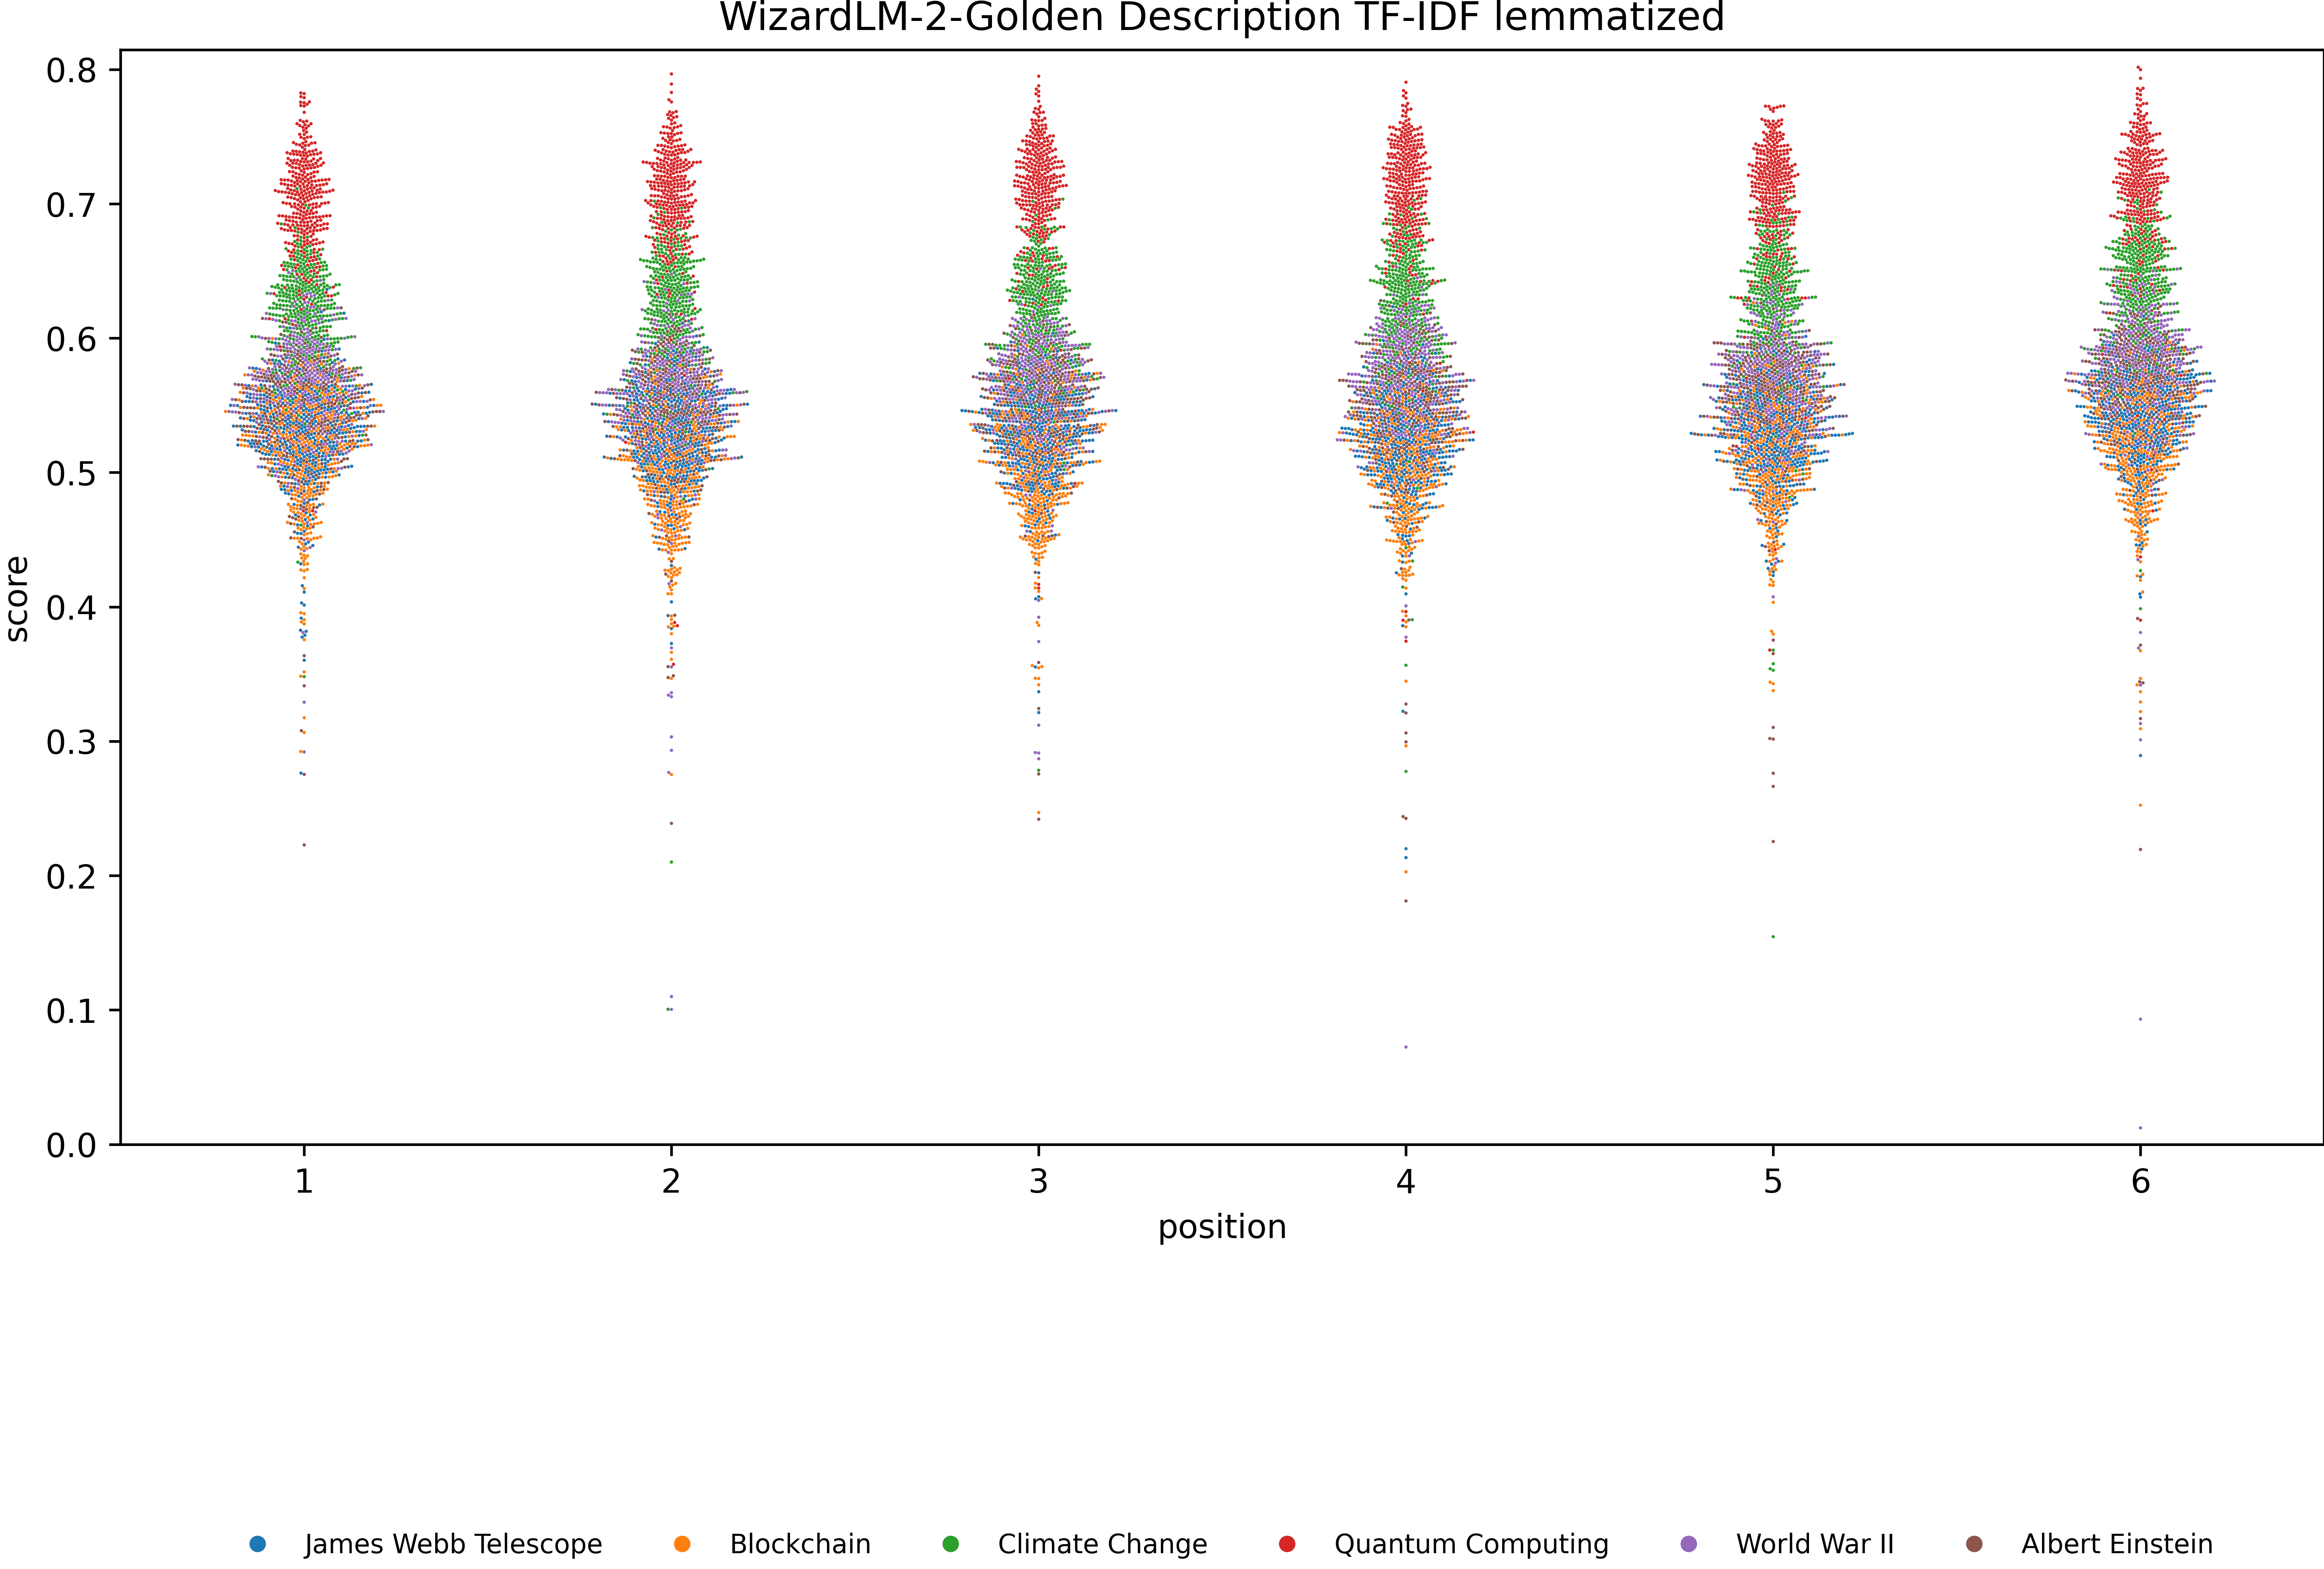 WizardLM-2-Golden Description TF-IDF lemmatized
0.8
0.7
0.6
0.5
0.4
0.3
0.2
0.1
0.0
score
1 2 3 4 5 6
position
James Webb Telescope Blockchain Climate Change Quantum Computing World War II Albert Einstein